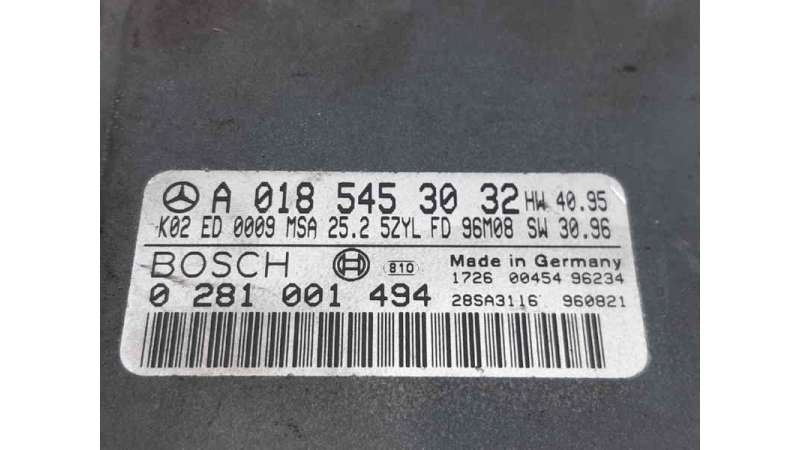 A 018 545 30 32 HW 40.95
K02 ED 0009 MSA 25.2 5ZYL FD 96M08 SW 30.96
BOSCH 810 Made in Germany
1726 00454 96234
0 281 001 494 28SA3116 960821